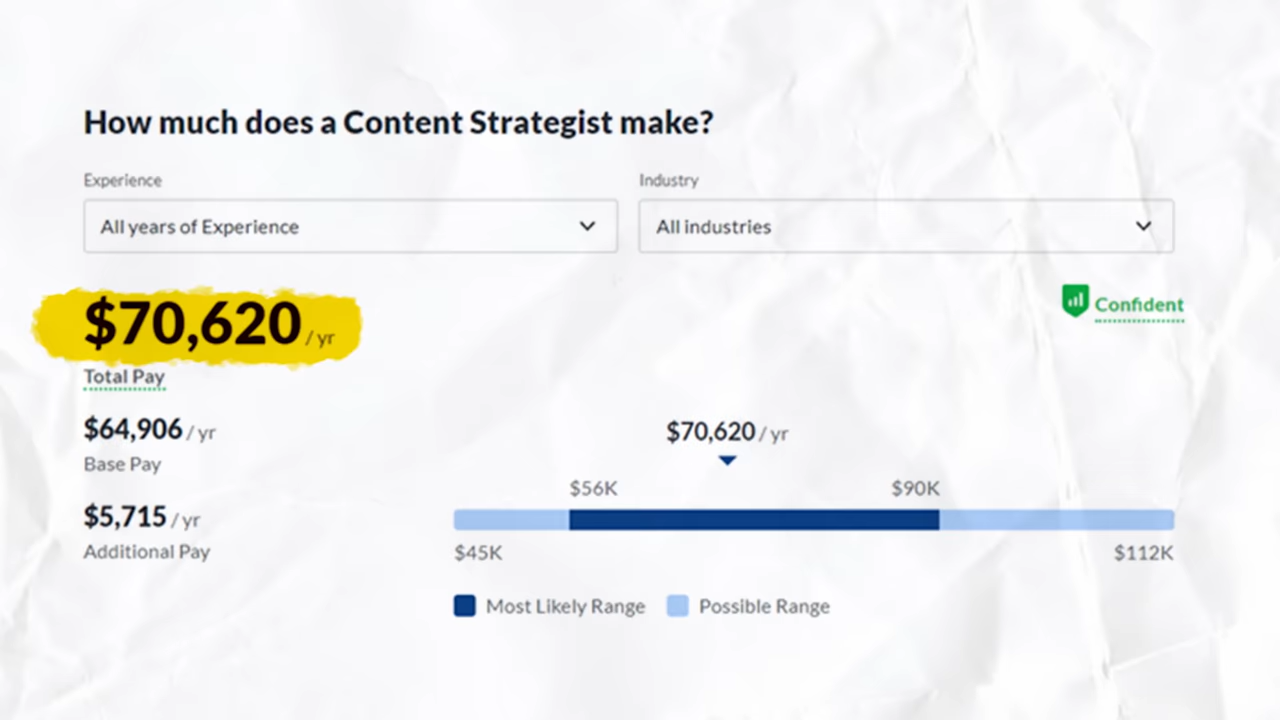 How much does a Content Strategist make?
Experience
Industry
All years of Experience
All industries
$70,620 / yr
Confident
Total Pay
$64,906 / yr
Base Pay
$70,620 / yr
$56K
$90K
$5,715 / yr
Additional Pay
$45K
$112K
Most Likely Range
Possible Range